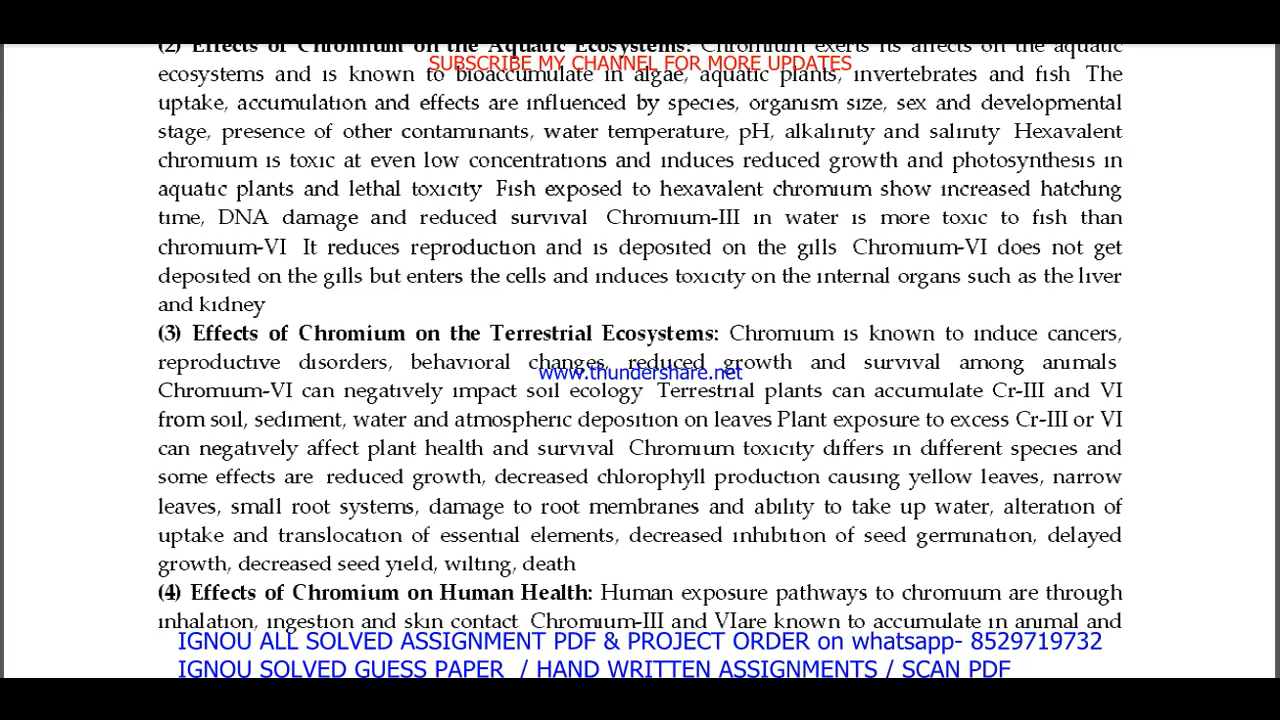 (2) Effects of Chromium on the Aquatic Ecosystems: Chromium exerts its affects on the aquatic
SUBSCRIBE MY CHANNEL FOR MORE UPDATES
ecosystems and is known to bioaccumulate in algae, aquatic plants, invertebrates and fish The
uptake, accumulation and effects are influenced by species, organism size, sex and developmental
stage, presence of other contaminants, water temperature, pH, alkalinity and salinity Hexavalent
chromium is toxic at even low concentrations and induces reduced growth and photosynthesis in
aquatic plants and lethal toxicity Fish exposed to hexavalent chromium show increased hatching
time, DNA damage and reduced survival Chromium-III in water is more toxic to fish than
chromium-VI It reduces reproduction and is deposited on the gills Chromium-VI does not get
deposited on the gills but enters the cells and induces toxicity on the internal organs such as the liver
and kidney
(3) Effects of Chromium on the Terrestrial Ecosystems: Chromium is known to induce cancers,
reproductive disorders, behavioral changes, reduced growth and survival among animals
www.thundershare.net
Chromium-VI can negatively impact soil ecology Terrestrial plants can accumulate Cr-III and VI
from soil, sediment, water and atmospheric deposition on leaves Plant exposure to excess Cr-III or VI
can negatively affect plant health and survival Chromium toxicity differs in different species and
some effects are reduced growth, decreased chlorophyll production causing yellow leaves, narrow
leaves, small root systems, damage to root membranes and ability to take up water, alteration of
uptake and translocation of essential elements, decreased inhibition of seed germination, delayed
growth, decreased seed yield, wilting, death
(4) Effects of Chromium on Human Health: Human exposure pathways to chromium are through
inhalation, ingestion and skin contact Chromium-III and VIare known to accumulate in animal and
IGNOU ALL SOLVED ASSIGNMENT PDF & PROJECT ORDER on whatsapp- 8529719732
IGNOU SOLVED GUESS PAPER / HAND WRITTEN ASSIGNMENTS / SCAN PDF